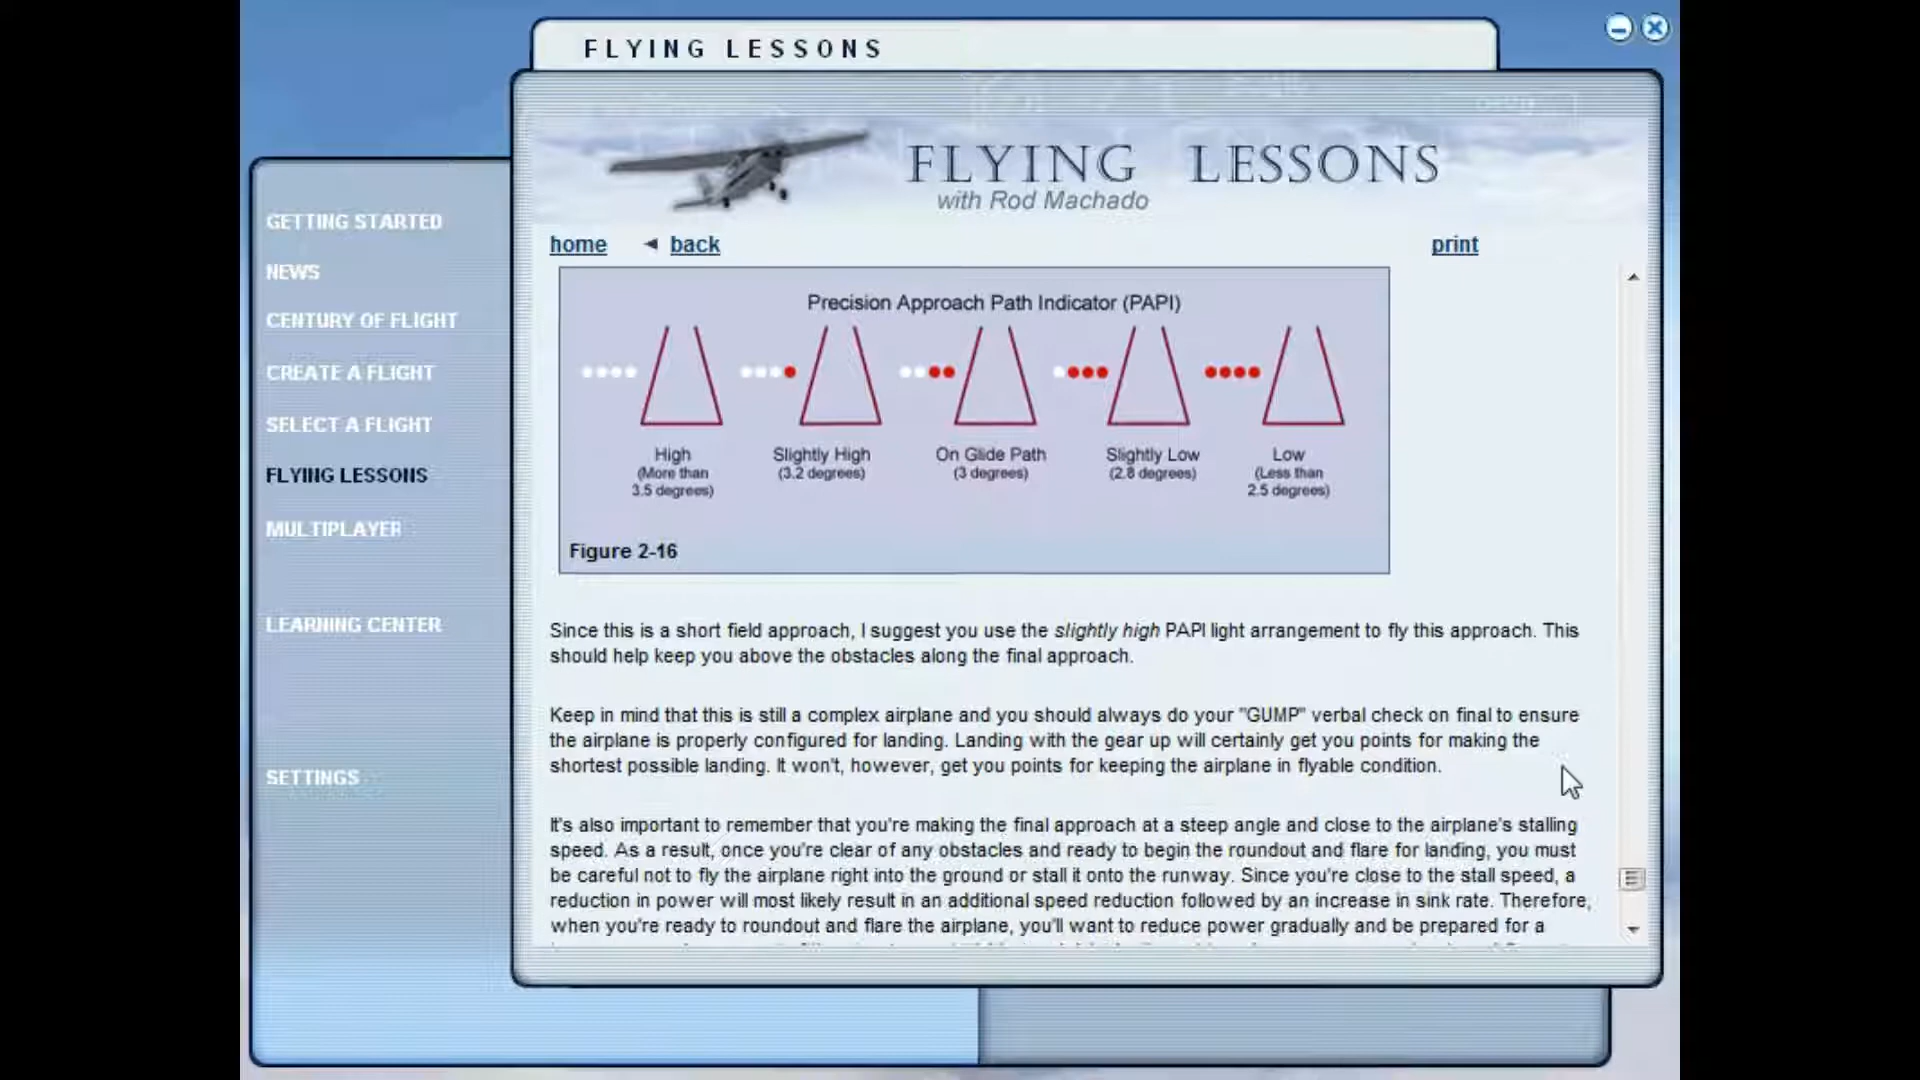 FLYING LESSONS
FLYING LESSONS
with Rod Machado
home
back
print
GETTING STARTED
NEWS
CENTURY OF FLIGHT
CREATE A FLIGHT
SELECT A FLIGHT
FLYING LESSONS
MULTIPLAYER
LEARNING CENTER
SETTINGS
Precision Approach Path Indicator (PAPI)
High
(More than
3.5 degrees)
Slightly High
(3.2 degrees)
On Glide Path
(3 degrees)
Slightly Low
(2.8 degrees)
Low
(Less than
2.5 degrees)
Figure 2-16
Since this is a short field approach, I suggest you use the slightly high PAPI light arrangement to fly this approach. This
should help keep you above the obstacles along the final approach.
Keep in mind that this is still a complex airplane and you should always do your "GUMP" verbal check on final to ensure
the airplane is properly configured for landing. Landing with the gear up will certainly get you points for making the
shortest possible landing. It won't, however, get you points for keeping the airplane in flyable condition.
It's also important to remember that you're making the final approach at a steep angle and close to the airplane's stalling
speed. As a result, once you're clear of any obstacles and ready to begin the roundout and flare for landing, you must
be careful not to fly the airplane right into the ground or stall it onto the runway. Since you're close to the stall speed, a
reduction in power will most likely result in an additional speed reduction followed by an increase in sink rate. Therefore,
when you're ready to roundout and flare the airplane, you'll want to reduce power gradually and be prepared for a